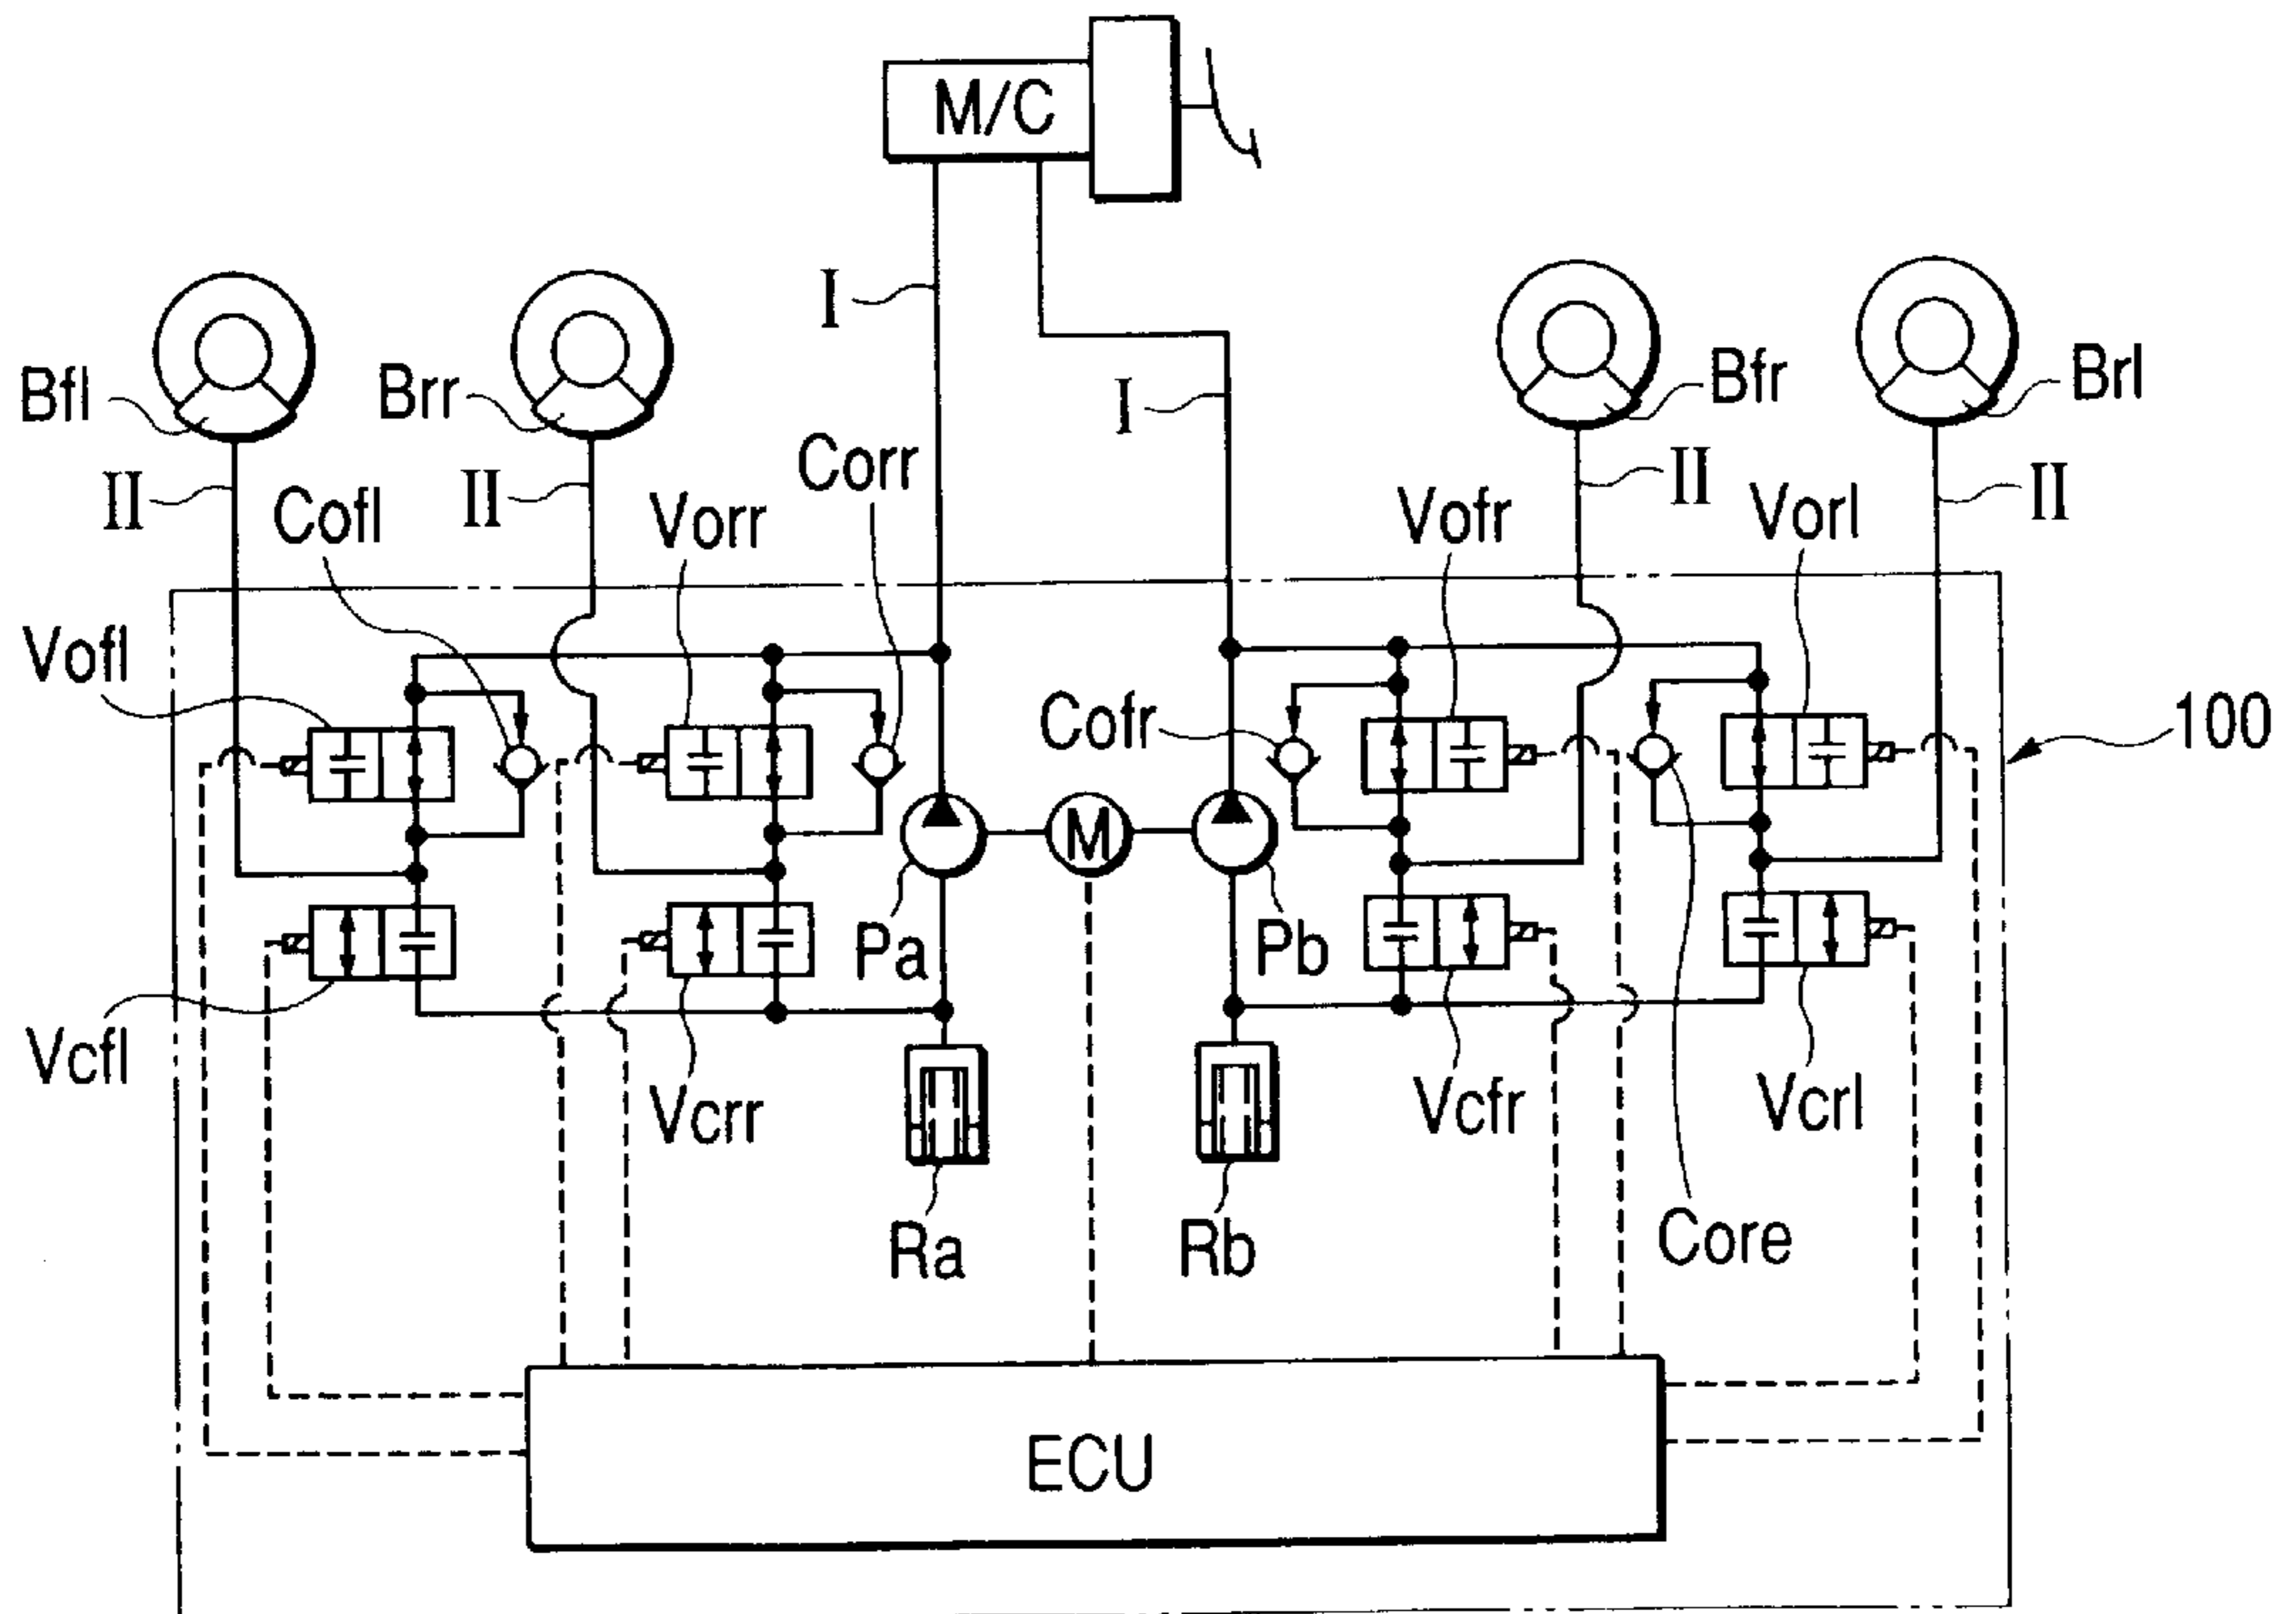 M/C
I
Bfl
Brr
I
Bfr
Brl
II
Cofl
II
Vorr
Corr
Vofr
II
Vorl
II
Vofl
Cofr
100
M
Pa
Pb
Vcfl
Vcrr
Vcfr
Vcrl
Ra
Rb
Core
ECU